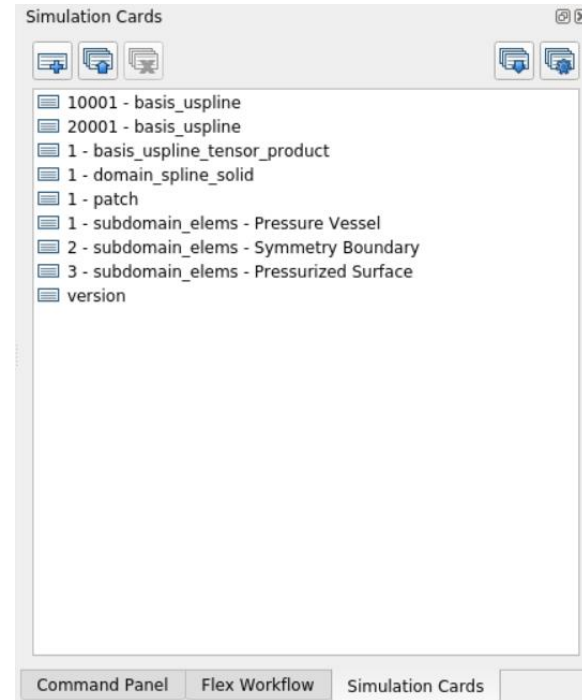 Simulation Cards
10001 - basis_uspline
20001 - basis_uspline
1 - basis_uspline_tensor_product
1 - domain_spline_solid
1 - patch
1 - subdomain_elems - Pressure Vessel
2 - subdomain_elems - Symmetry Boundary
3 - subdomain_elems - Pressurized Surface
version
Command Panel Flex Workflow Simulation Cards